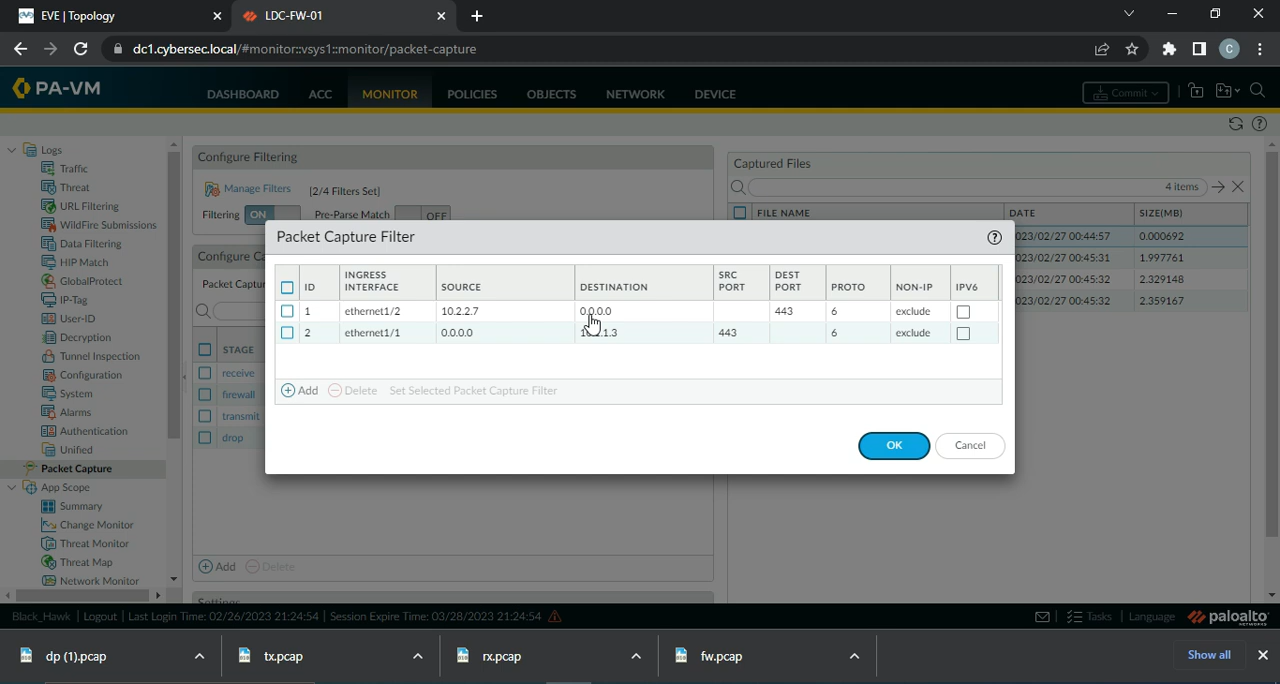 EVE | Topology
LDC-FW-01
dc1.cybersec.local/#monitor::vsys1::monitor/packet-capture
C
PA-VM
DASHBOARD
ACC
MONITOR
POLICIES
OBJECTS
NETWORK
DEVICE
Commit
Logs
Traffic
Threat
URL Filtering
WildFire Submissions
Data Filtering
HIP Match
GlobalProtect
IP-Tag
User-ID
Decryption
Tunnel Inspection
Configuration
System
Alarms
Authentication
Unified
Packet Capture
App Scope
Summary
Change Monitor
Threat Monitor
Threat Map
Network Monitor
Configure Filtering
Manage Filters [2/4 Filters Set]
Filtering ON Pre-Parse Match OFF
Configure Ca
Packet Captur
STAGE
receive
firewall
transmit
drop
Add Delete
Settings
Captured Files
4 items
FILE NAME DATE SIZE(MB)
023/02/27 00:44:57 0.000692
023/02/27 00:45:31 1.997761
023/02/27 00:45:32 2.329148
023/02/27 00:45:32 2.359167
Packet Capture Filter
ID INGRESS INTERFACE SOURCE DESTINATION SRC PORT DEST PORT PROTO NON-IP IPV6
1 ethernet1/2 10.2.2.7 0.0.0.0 443 6 exclude
2 ethernet1/1 0.0.0.0 443 6 exclude
Add Delete Set Selected Packet Capture Filter
OK Cancel
Black_Hawk | Logout | Last Login Time: 02/26/2023 21:24:54 | Session Expire Time: 03/28/2023 21:24:54
Tasks | Language paloalto NETWORKS
dp (1).pcap
tx.pcap
rx.pcap
fw.pcap
Show all